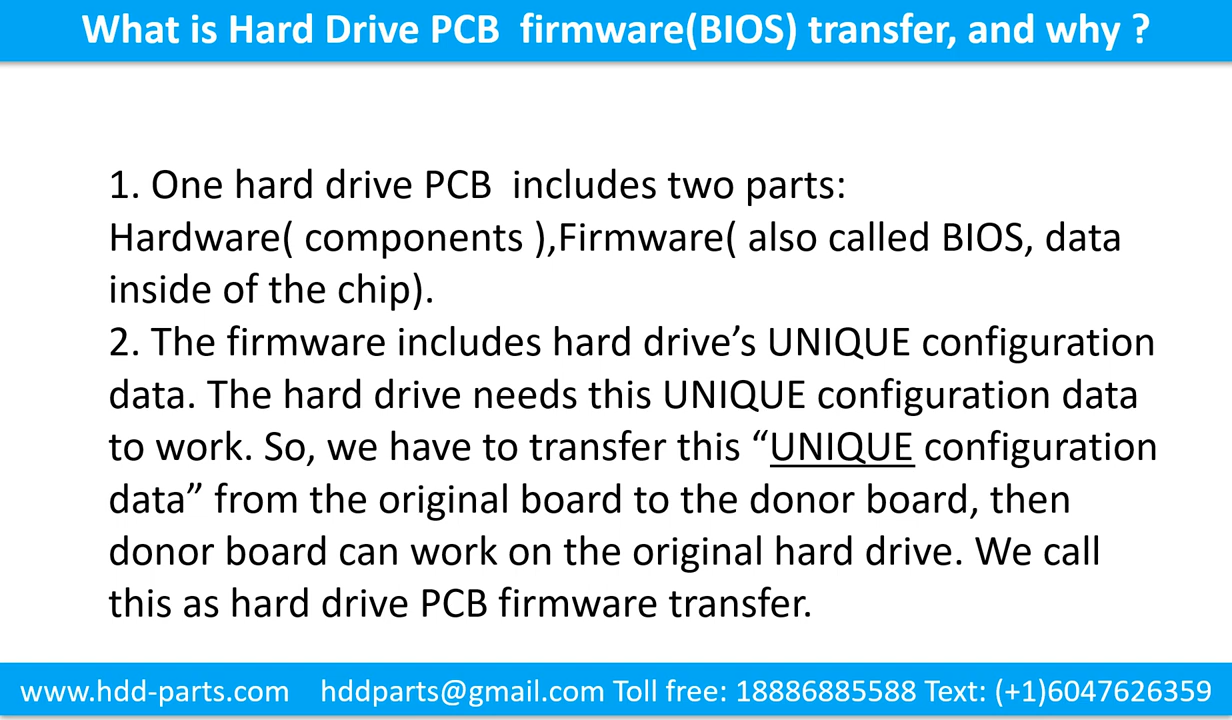 What is Hard Drive PCB  firmware(BIOS) transfer, and why ?
1. One hard drive PCB  includes two parts:
Hardware( components ),Firmware( also called BIOS, data
inside of the chip).
2. The firmware includes hard drive’s UNIQUE configuration
data. The hard drive needs this UNIQUE configuration data
to work. So, we have to transfer this “UNIQUE configuration
data” from the original board to the donor board, then
donor board can work on the original hard drive. We call
this as hard drive PCB firmware transfer.
www.hdd-parts.com    hddparts@gmail.com Toll free: 18886885588 Text: (+1)6047626359